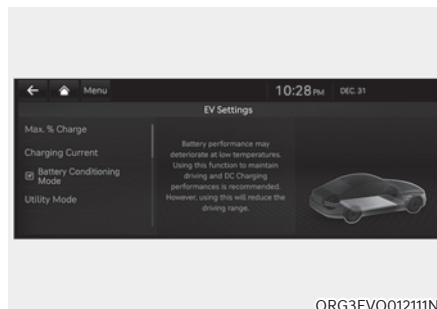 Menu 10:28 PM DEC. 31
EV Settings
Max. % Charge
Charging Current
Battery Conditioning
Mode
Utility Mode
Battery performance may
deteriorate at low temperatures.
Using this function to maintain
driving and DC Charging
performances is recommended.
However, using this will reduce the
driving range.
ORG3EVQ012111N